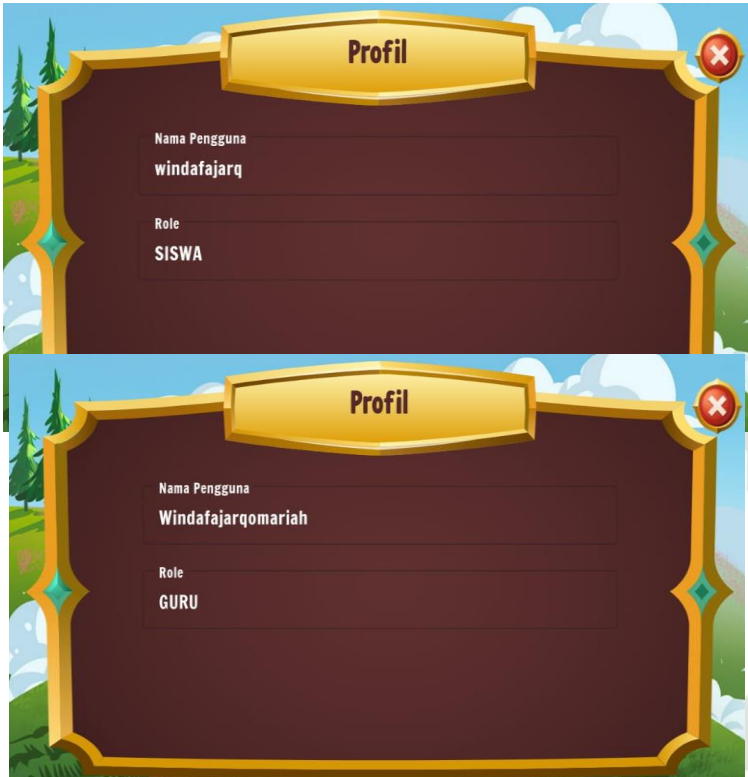 Profil
Nama Pengguna
windafajarq
Role
SISWA
Profil
Nama Pengguna
Windafajarqomariah
Role
GURU